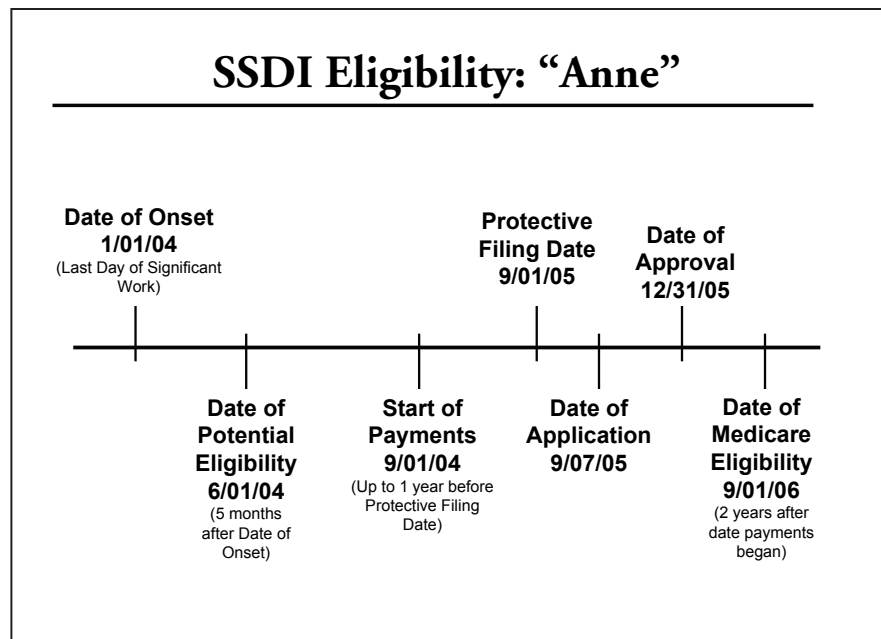 SSDI Eligibility: “Anne”
Date of Onset
1/01/04
(Last Day of Significant
Work)
Protective
Filing Date
9/01/05
Date of
Approval
12/31/05
Date of
Potential
Eligibility
6/01/04
(5 months
after Date of
Onset)
Start of
Payments
9/01/04
(Up to 1 year before
Protective Filing
Date)
Date of
Application
9/07/05
Date of
Medicare
Eligibility
9/01/06
(2 years after
date payments
began)